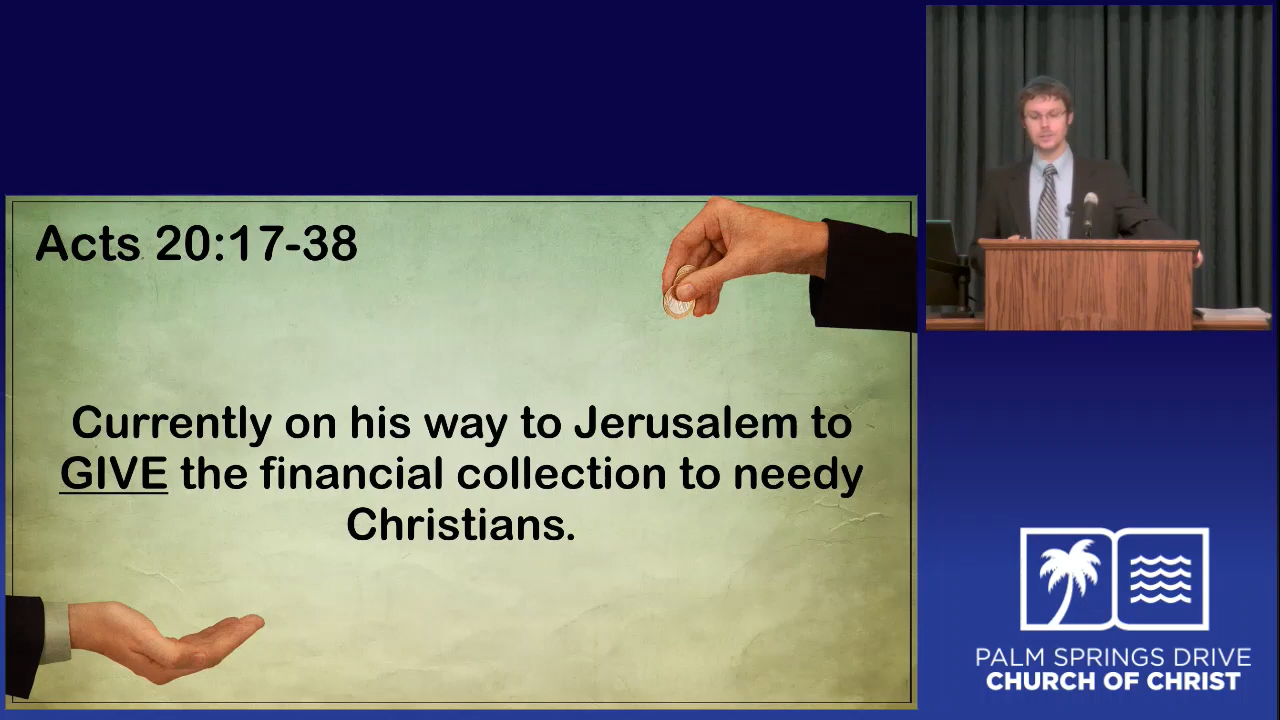 Acts 20:17-38
Currently on his way to Jerusalem to
GIVE the financial collection to needy
Christians.
PALM SPRINGS DRIVE
CHURCH OF CHRIST